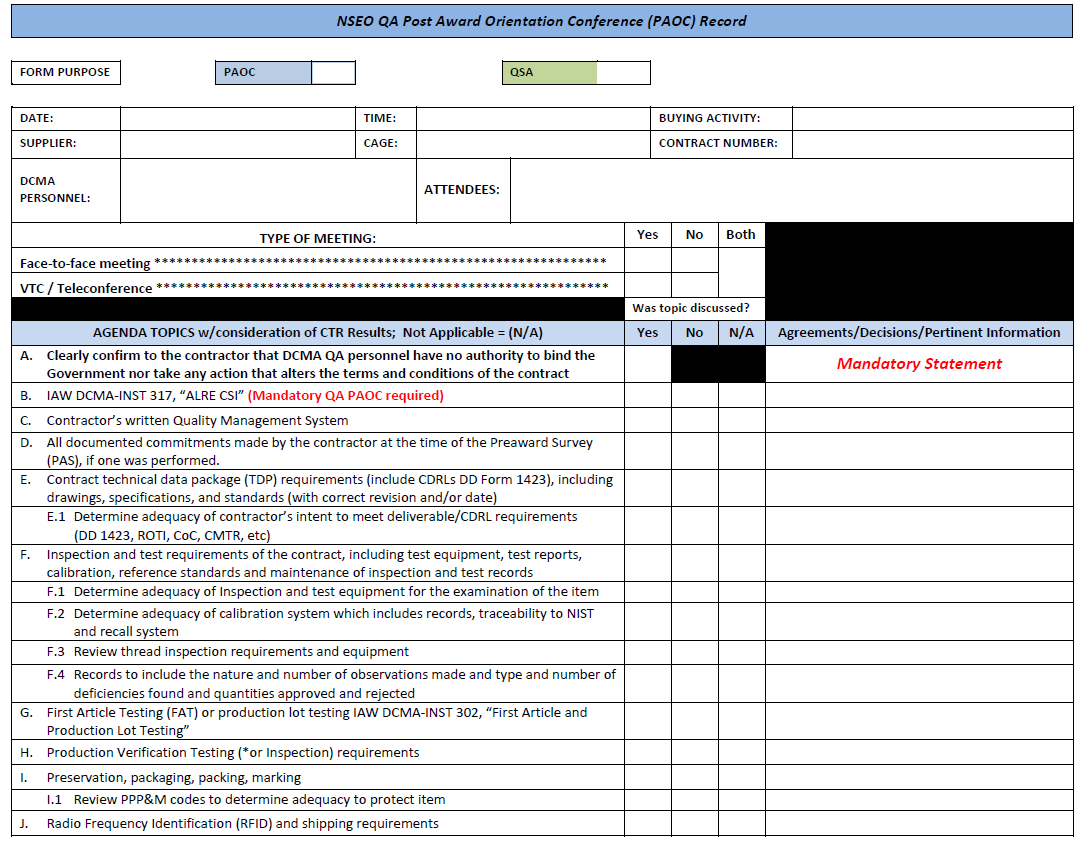 NSEO QA Post Award Orientation Conference (PAOC) Record
FORM PURPOSE PAOC QSA
DATE: TIME: BUYING ACTIVITY:
SUPPLIER: CAGE: CONTRACT NUMBER:
DCMA
PERSONNEL: ATTENDEES:
TYPE OF MEETING: Yes No Both
Face-to-face meeting *************************************************************
VTC / Teleconference *************************************************************
Was topic discussed?
AGENDA TOPICS w/consideration of CTR Results; Not Applicable = (N/A) Yes No N/A Agreements/Decisions/Pertinent Information
A. Clearly confirm to the contractor that DCMA QA personnel have no authority to bind the
Government nor take any action that alters the terms and conditions of the contract
Mandatory Statement
B. IAW DCMA-INST 317, “ALRE CSI” (Mandatory QA PAOC required)
C. Contractor’s written Quality Management System
D. All documented commitments made by the contractor at the time of the Preaward Survey
(PAS), if one was performed.
E. Contract technical data package (TDP) requirements (include CDRLs DD Form 1423), including
drawings, specifications, and standards (with correct revision and/or date)
E.1 Determine adequacy of contractor’s intent to meet deliverable/CDRL requirements
(DD 1423, ROTI, CoC, CMTR, etc)
F. Inspection and test requirements of the contract, including test equipment, test reports,
calibration, reference standards and maintenance of inspection and test records
F.1 Determine adequacy of Inspection and test equipment for the examination of the item
F.2 Determine adequacy of calibration system which includes records, traceability to NIST
and recall system
F.3 Review thread inspection requirements and equipment
F.4 Records to include the nature and number of observations made and type and number of
deficiencies found and quantities approved and rejected
G. First Article Testing (FAT) or production lot testing IAW DCMA-INST 302, “First Article and
Production Lot Testing”
H. Production Verification Testing (*or Inspection) requirements
I. Preservation, packaging, packing, marking
I.1 Review PPP&M codes to determine adequacy to protect item
J. Radio Frequency Identification (RFID) and shipping requirements